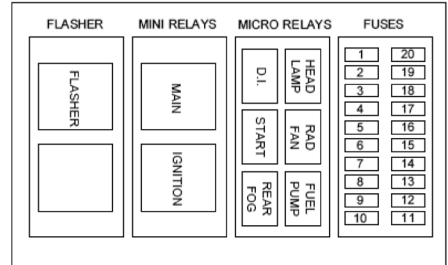 FLASHER MINI RELAYS MICRO RELAYS FUSES
FLASHER
MAIN
IGNITION
D.I.
HEAD
LAMP
START
RAD
FAN
REAR
FOG
FUEL
PUMP
1 20
2 19
3 18
4 17
5 16
6 15
7 14
8 13
9 12
10 11